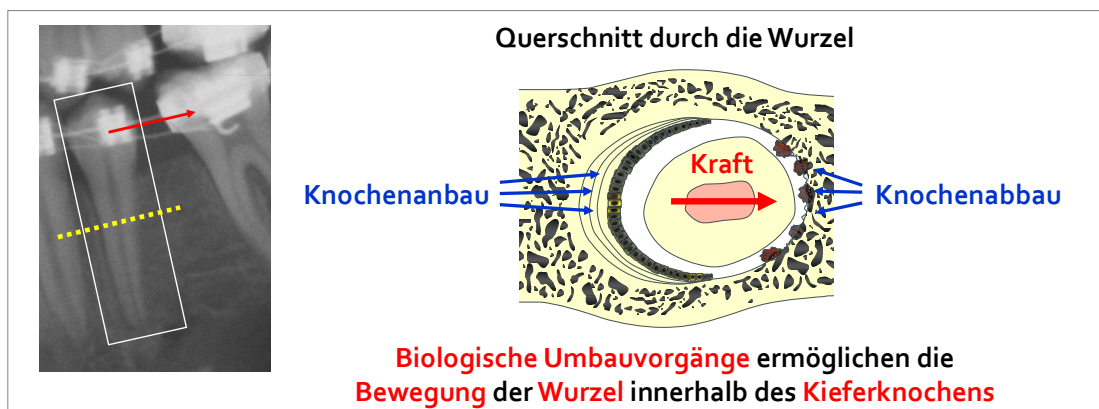 Querschnitt durch die Wurzel
Kraft
Knochenanbau
Knochenabbau
Biologische Umbauvorgänge ermöglichen die
Bewegung der Wurzel innerhalb des Kieferknochens